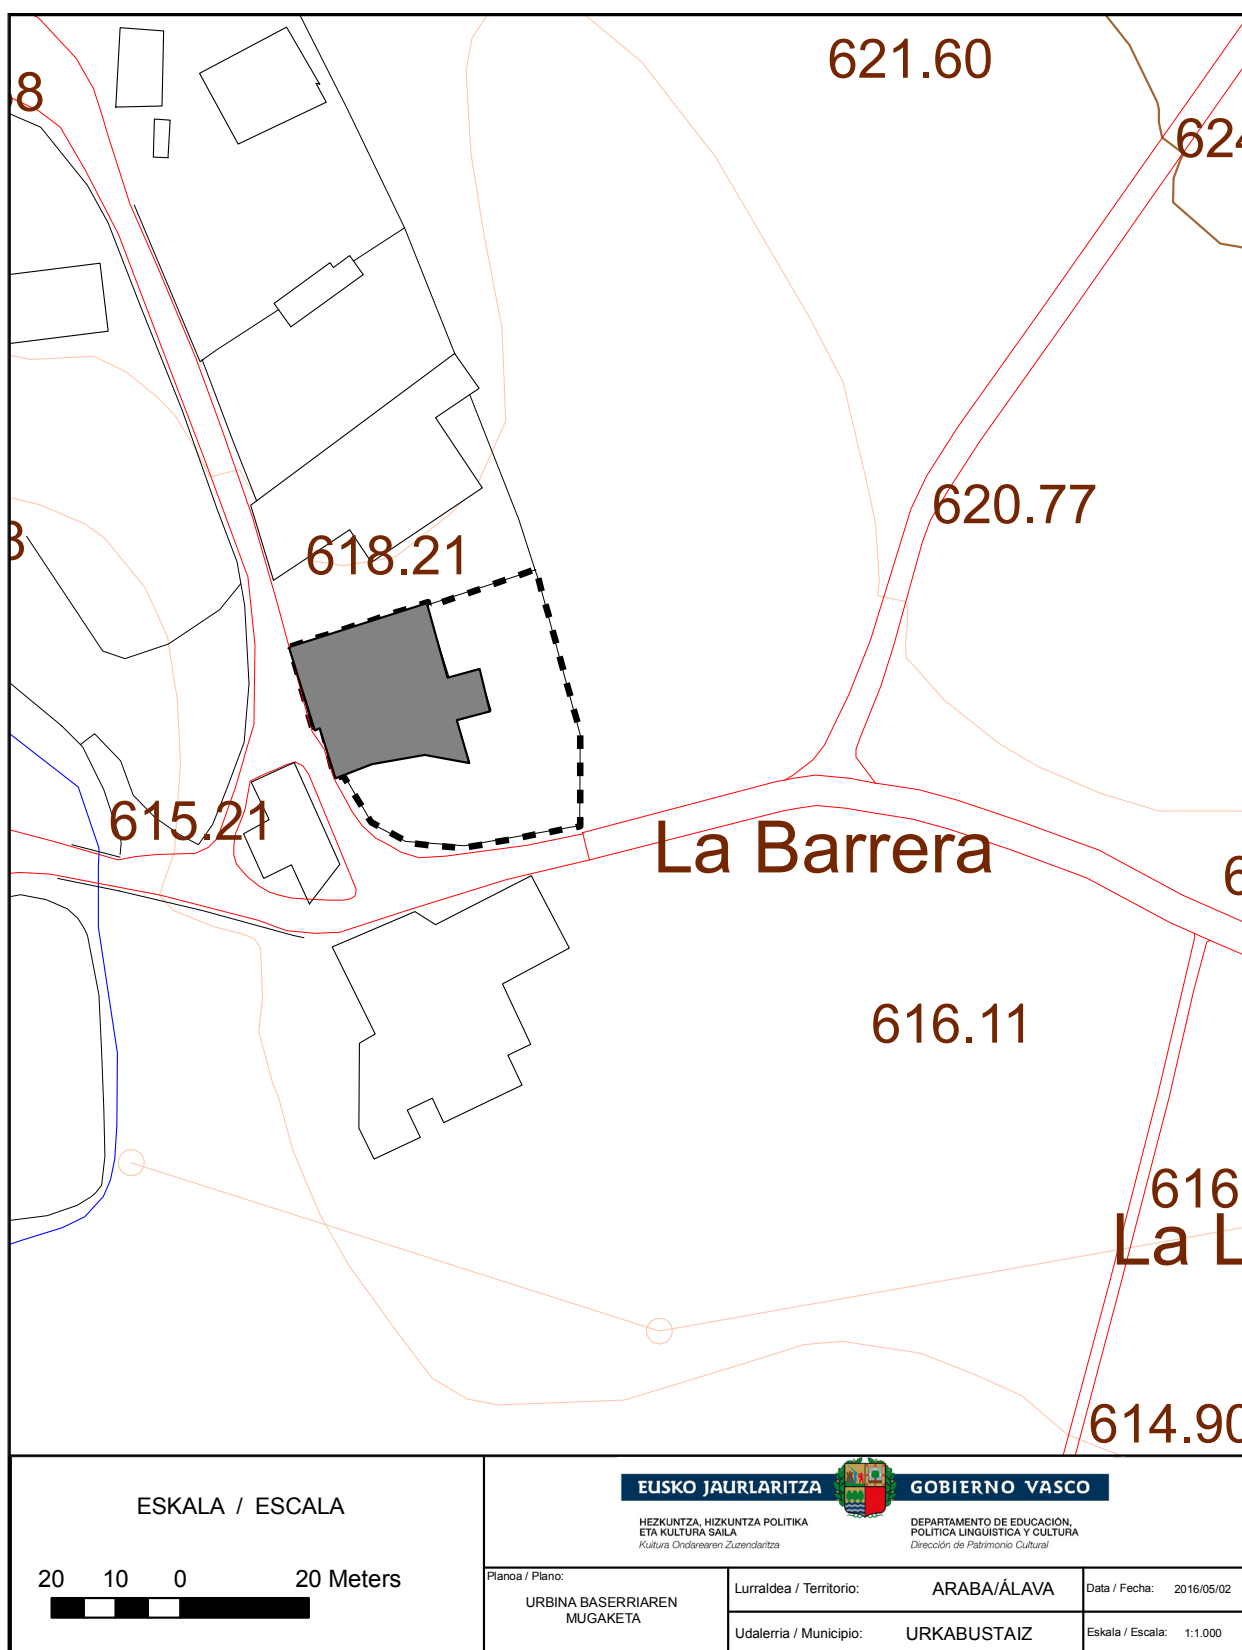 621.60
8
624
620.77
3
618.21
615.21
La Barrera
6
616.11
616
La L
614.90
ESKALA / ESCALA
20 10 0 20 Meters
EUSKO JAURLARITZA
GOBIERNO VASCO
HEZKUNTZA, HIZKUNTZA POLITIKA
ETA KULTURA SAILA
Kultura Ondarearen Zuzendaritza
DEPARTAMENTO DE EDUCACIÓN,
POLÍTICA LINGÜÍSTICA Y CULTURA
Dirección de Patrimonio Cultural
Planoa / Plano:
URBINA BASERRIAREN
MUGAKETA
Lurraldea / Territorio: ARABA/ÁLAVA
Data / Fecha: 2016/05/02
Udalerria / Municipio: URKABUSTAIZ
Eskala / Escala: 1:1.000